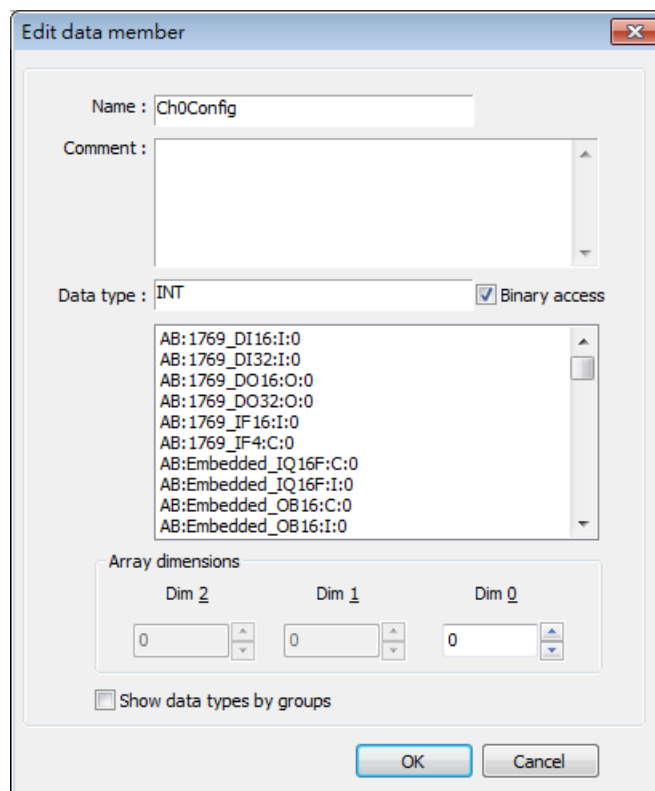 Edit data member
Name : Ch0Config
Comment :
Data type : INT Binary access
AB:1769_DI16:I:0
AB:1769_DI32:I:0
AB:1769_DO16:O:0
AB:1769_DO32:O:0
AB:1769_IF16:I:0
AB:1769_IF4:C:0
AB:Embedded_IQ16F:C:0
AB:Embedded_IQ16F:I:0
AB:Embedded_OB16:C:0
AB:Embedded_OB16:I:0
Array dimensions
Dim 2 Dim 1 Dim 0
0 0 0
Show data types by groups
OK Cancel